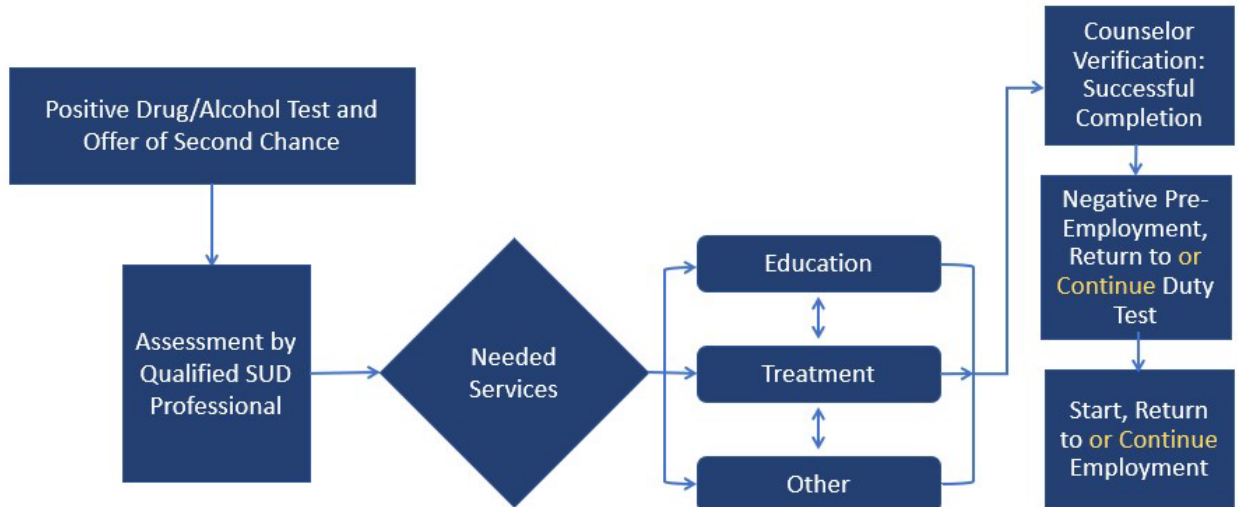 Positive Drug/Alcohol Test and
Offer of Second Chance
Assessment by
Qualified SUD
Professional
Needed
Services
Education
Treatment
Other
Counselor
Verification:
Successful
Completion
Negative Pre-
Employment,
Return to or
Continue Duty
Test
Start, Return
to or Continue
Employment